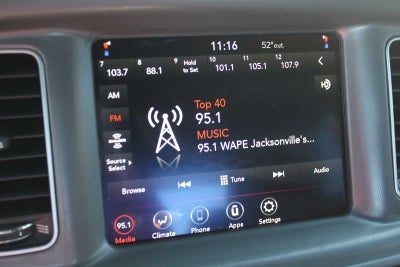 11:16 52° out.
7 103.7
8 88.1
9 Hold to Set
10 101.1
11 105.1
12 107.9
AM
FM
Source Select
Top 40
95.1
MUSIC
95.1 WAPE Jacksonville's...
Browse
Tune
Audio
95.1
Media
Climate
Phone
Apps
Settings